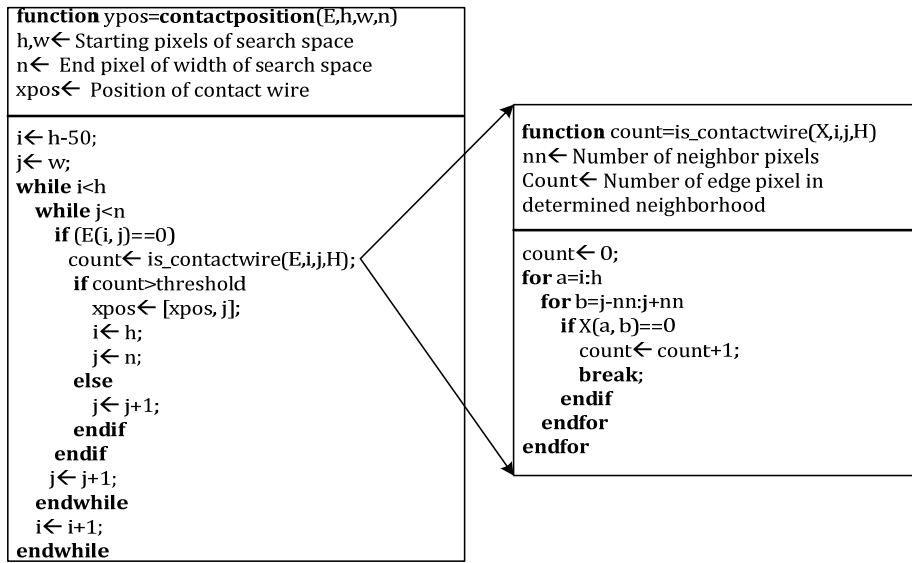 function ypos=contactposition(E,h,w,n)
h,w← Starting pixels of search space
n← End pixel of width of search space
xpos← Position of contact wire
i← h-50;
j← w;
while i<h
while j<n
if (E(i, j)==0)
count← is_contactwire(E,i,j,H);
if count>threshold
xpos← [xpos, j];
i← h;
j← n;
else
j← j+1;
endif
endif
j← j+1;
endwhile
i← i+1;
endwhile
function count=is_contactwire(X,i,j,H)
nn← Number of neighbor pixels
Count← Number of edge pixel in
determined neighborhood
count← 0;
for a=i:h
for b=j-nn:j+nn
if X(a, b)==0
count← count+1;
break;
endif
endfor
endfor